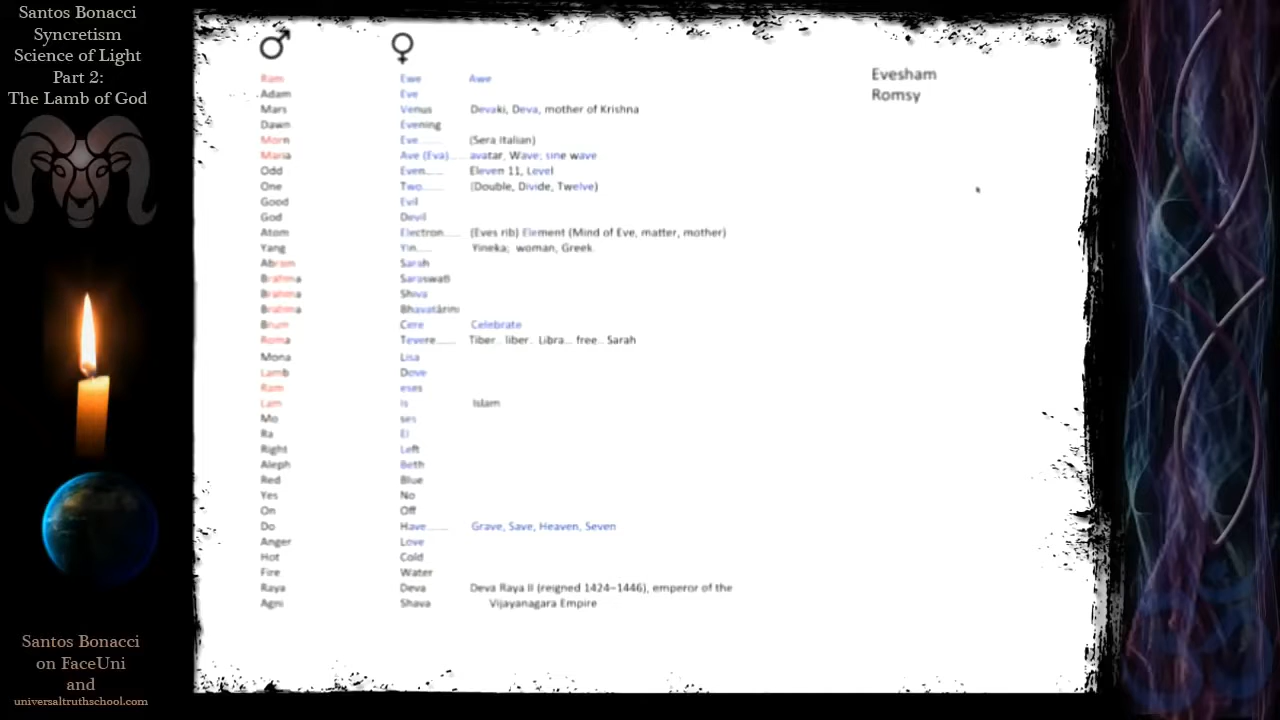 Santos Bonacci
Syncretism
Science of Light
Part 2:
The Lamb of God
♂ ♀
Ram Ewe Awe
Adam Eve
Mars Venus Devaki, Deva, mother of Krishna
Dawn Evening
Morn Eve...... (Sera Italian)
Maria Ave (Eva)..... avatar, Wave; sine wave
Odd Even...... Eleven 11, Level
One Two...... (Double, Divide, Twelve)
Good Evil
God Devil
Atom Electron...... (Eves rib) Element (Mind of Eve, matter, mother)
Yang Yin...... Yineka; woman, Greek
Abram Sarah
Brahma Saraswati
Brahma Shiva
Brahma Bhavatārini
Brum Cere Celebrate
Roma Tevere...... Tiber.. liber.. Libra... free.. Sarah
Mona Lisa
Lamb Dove
Ram eses
Lam Is Islam
Mo ses
Ra El
Right Left
Aleph Beth
Red Blue
Yes No
On Off
Do Have...... Grave, Save, Heaven, Seven
Anger Love
Hot Cold
Fire Water
Raya Deva Deva Raya II (reigned 1424–1446), emperor of the
Agni Shava Vijayanagara Empire
Evesham
Romsy
Santos Bonacci
on FaceUni
and
universaltruthschool.com